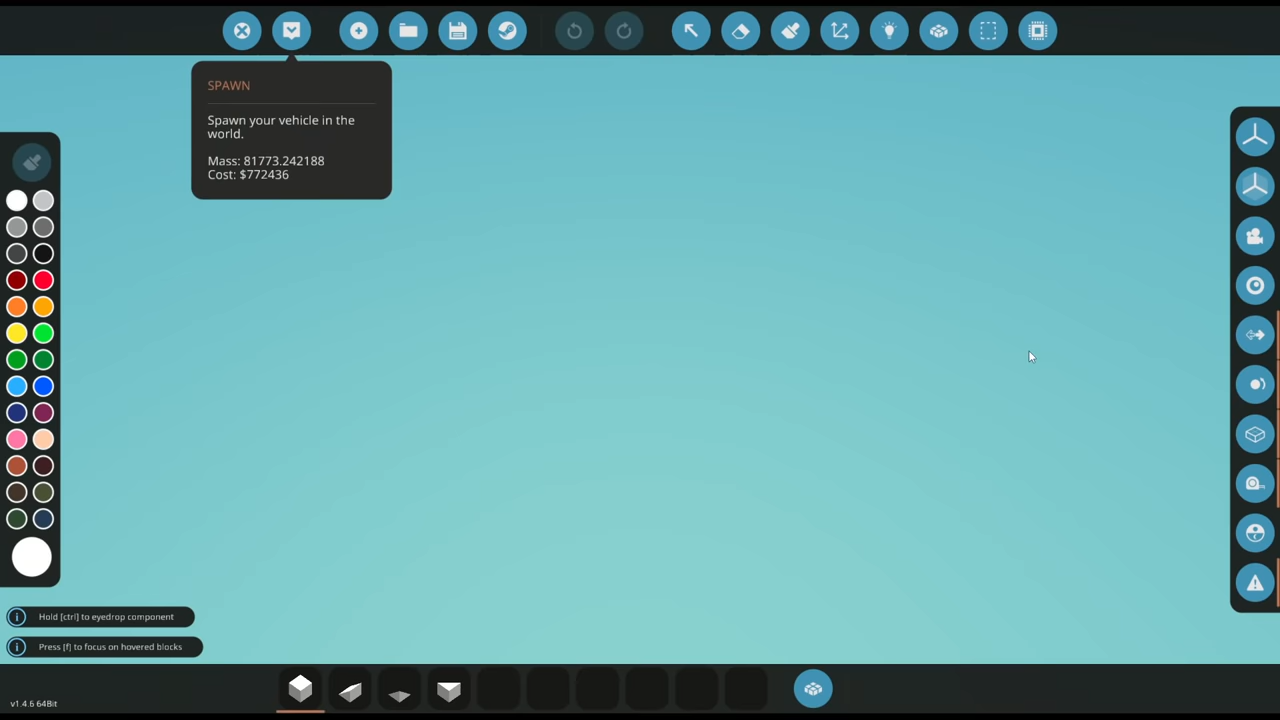 SPAWN
Spawn your vehicle in the
world.
Mass: 81773.242188
Cost: $772436
Hold [ctrl] to eyedrop component
Press [f] to focus on hovered blocks
v1.4.6 64Bit